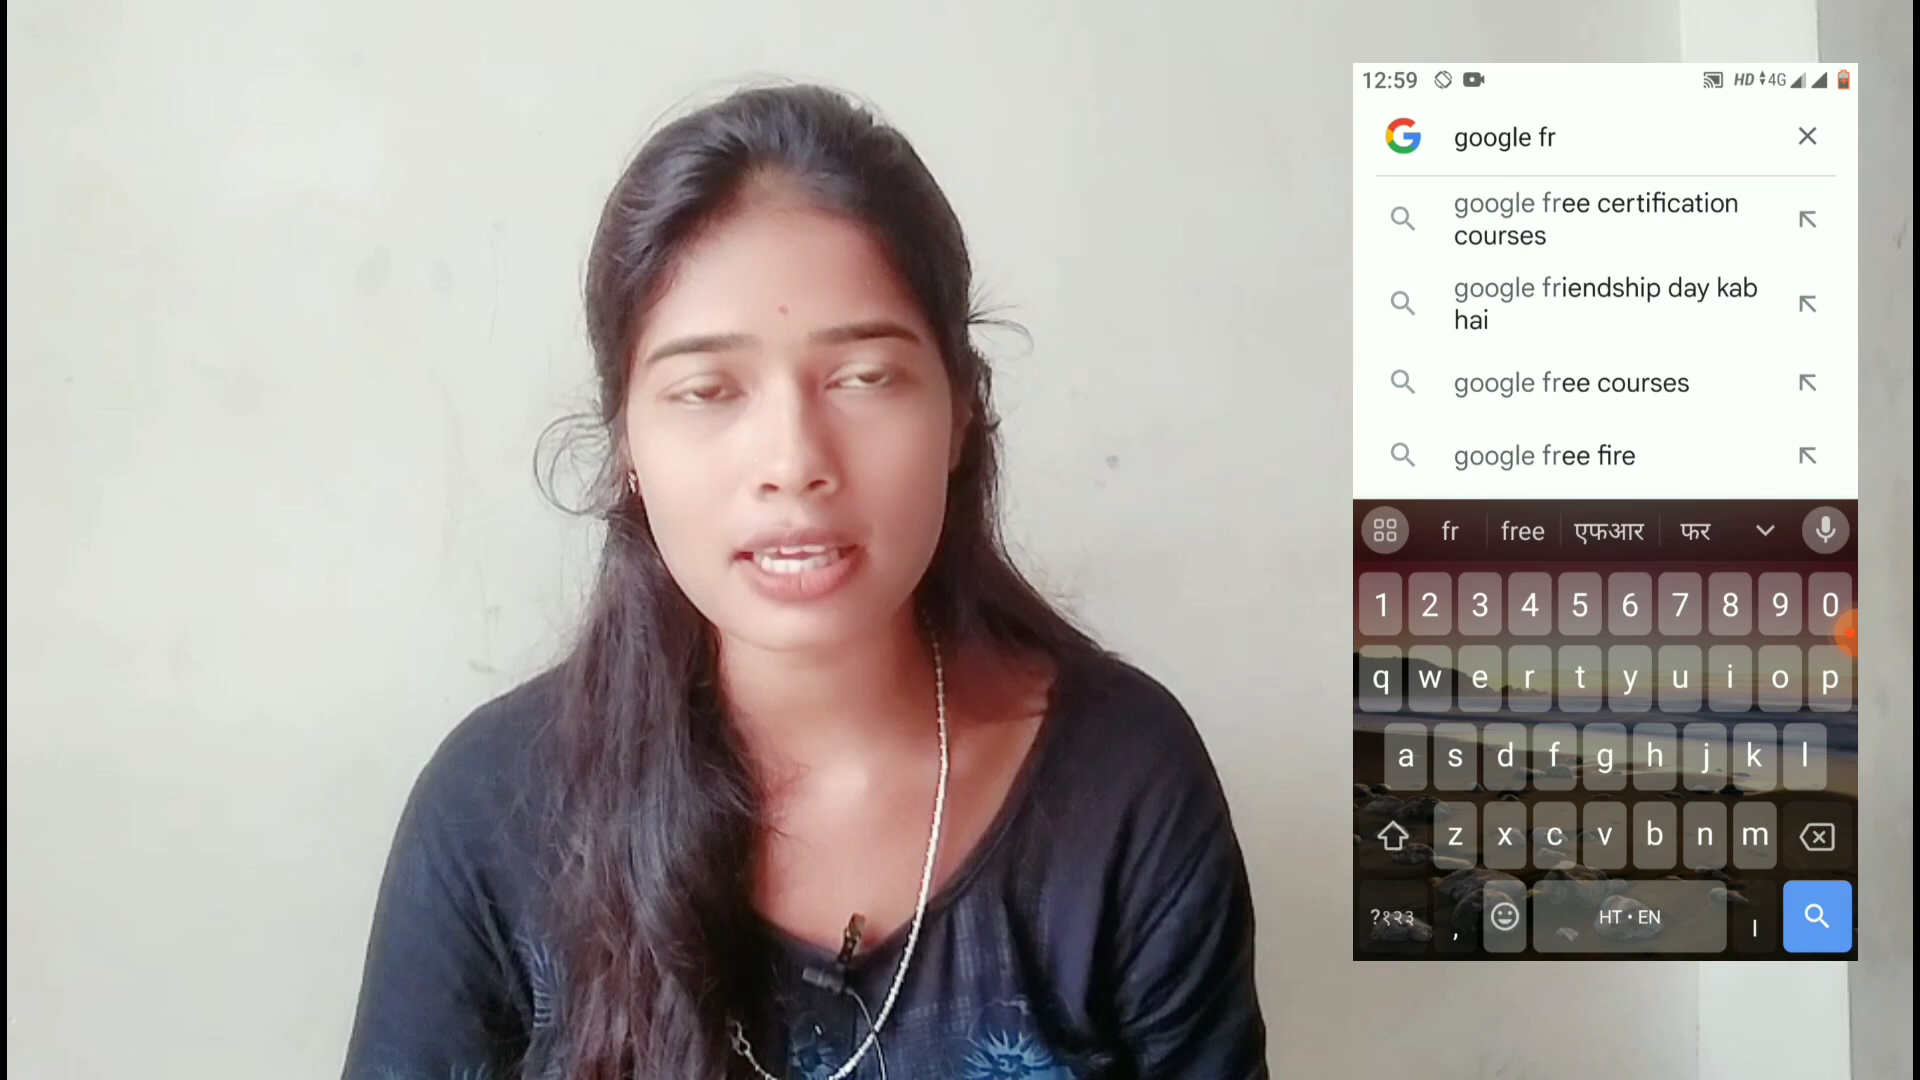 12:59 HD 4G
google fr
google free certification
courses
google friendship day kab
hai
google free courses
google free fire
fr free एफआर फर
1 2 3 4 5 6 7 8 9 0
q w e r t y u i o p
a s d f g h j k l
z x c v b n m
?१२३ , HT • EN ।